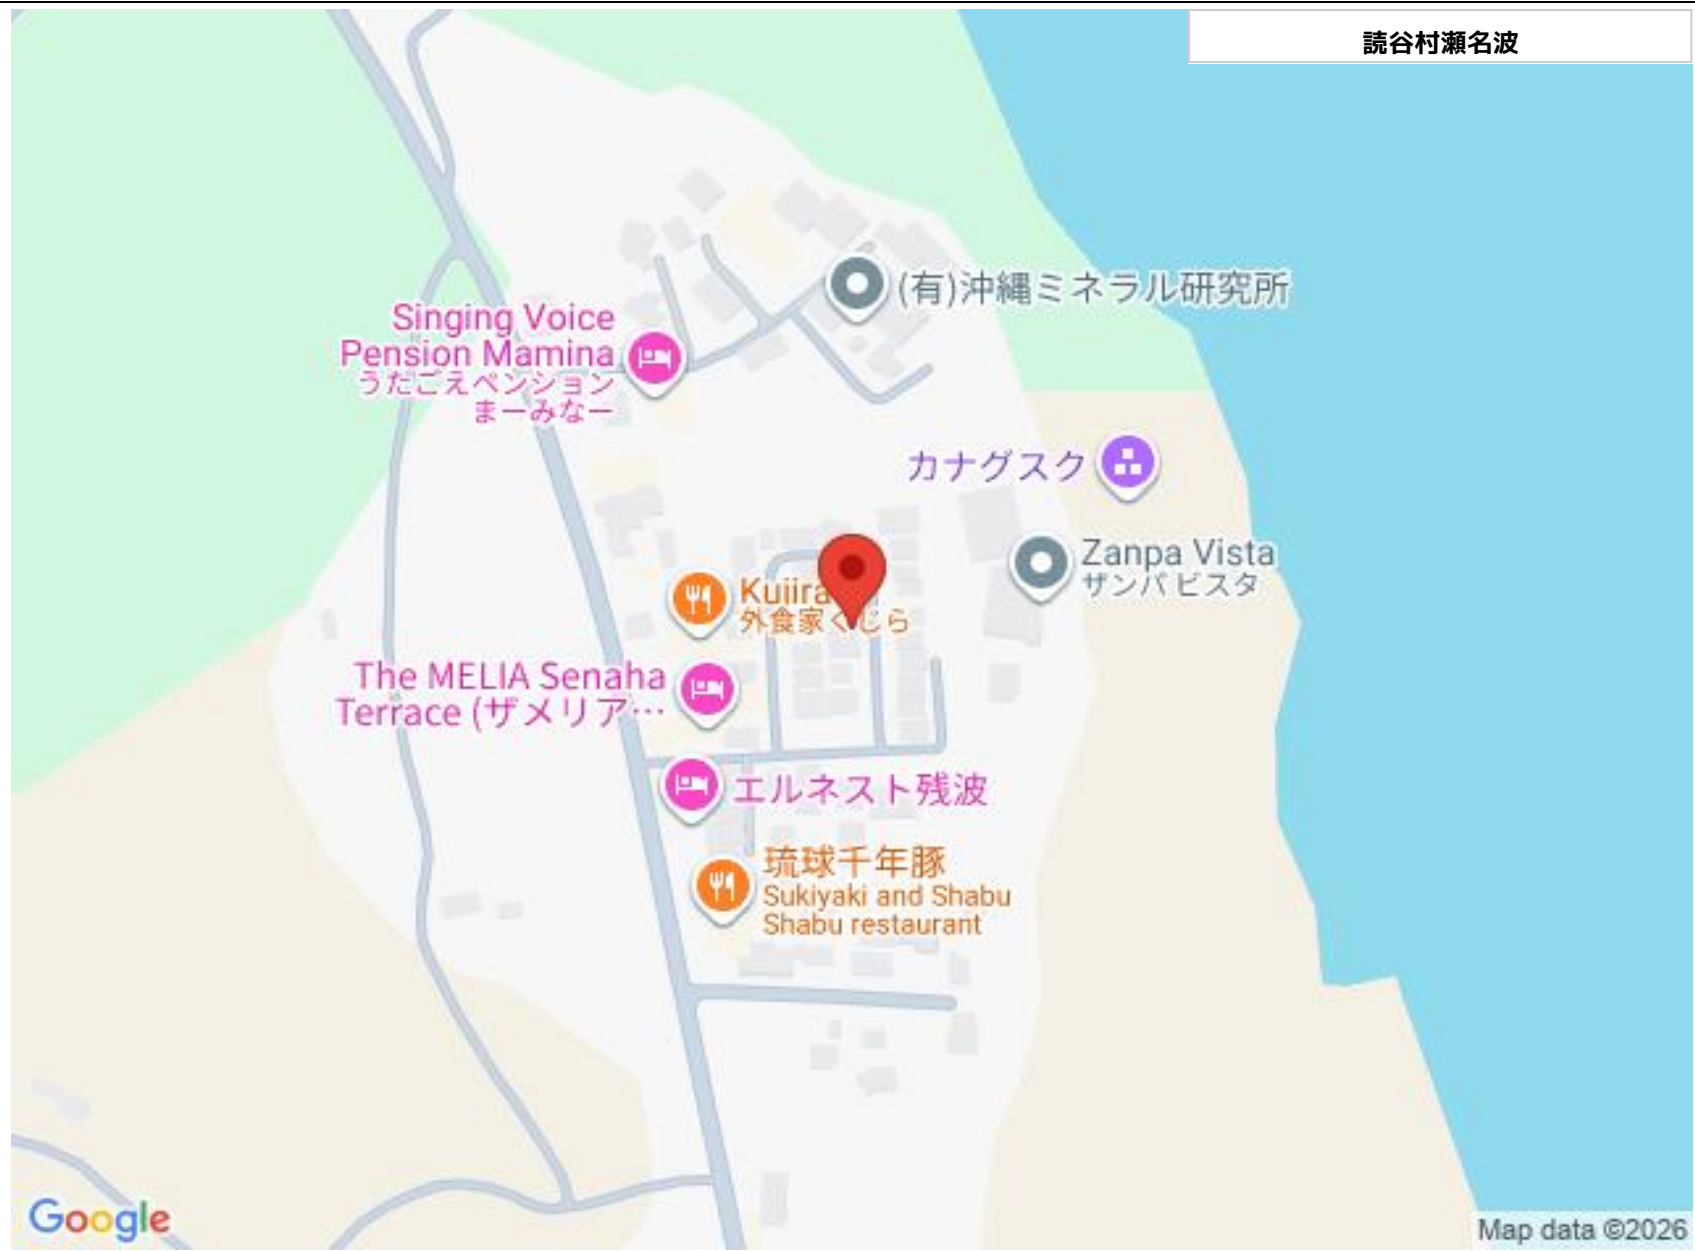 読谷村瀬名波
(有)沖縄ミネラル研究所
Singing Voice
Pension Mamina
うたごえペンション
まーみなー
カナグスク
Zanpa Vista
ザンパ ビスタ
Kujira
外食家くじら
The MELIA Senaha
Terrace (ザメリア…
エルネスト残波
琉球千年豚
Sukiyaki and Shabu
Shabu restaurant
Google
Map data ©2026